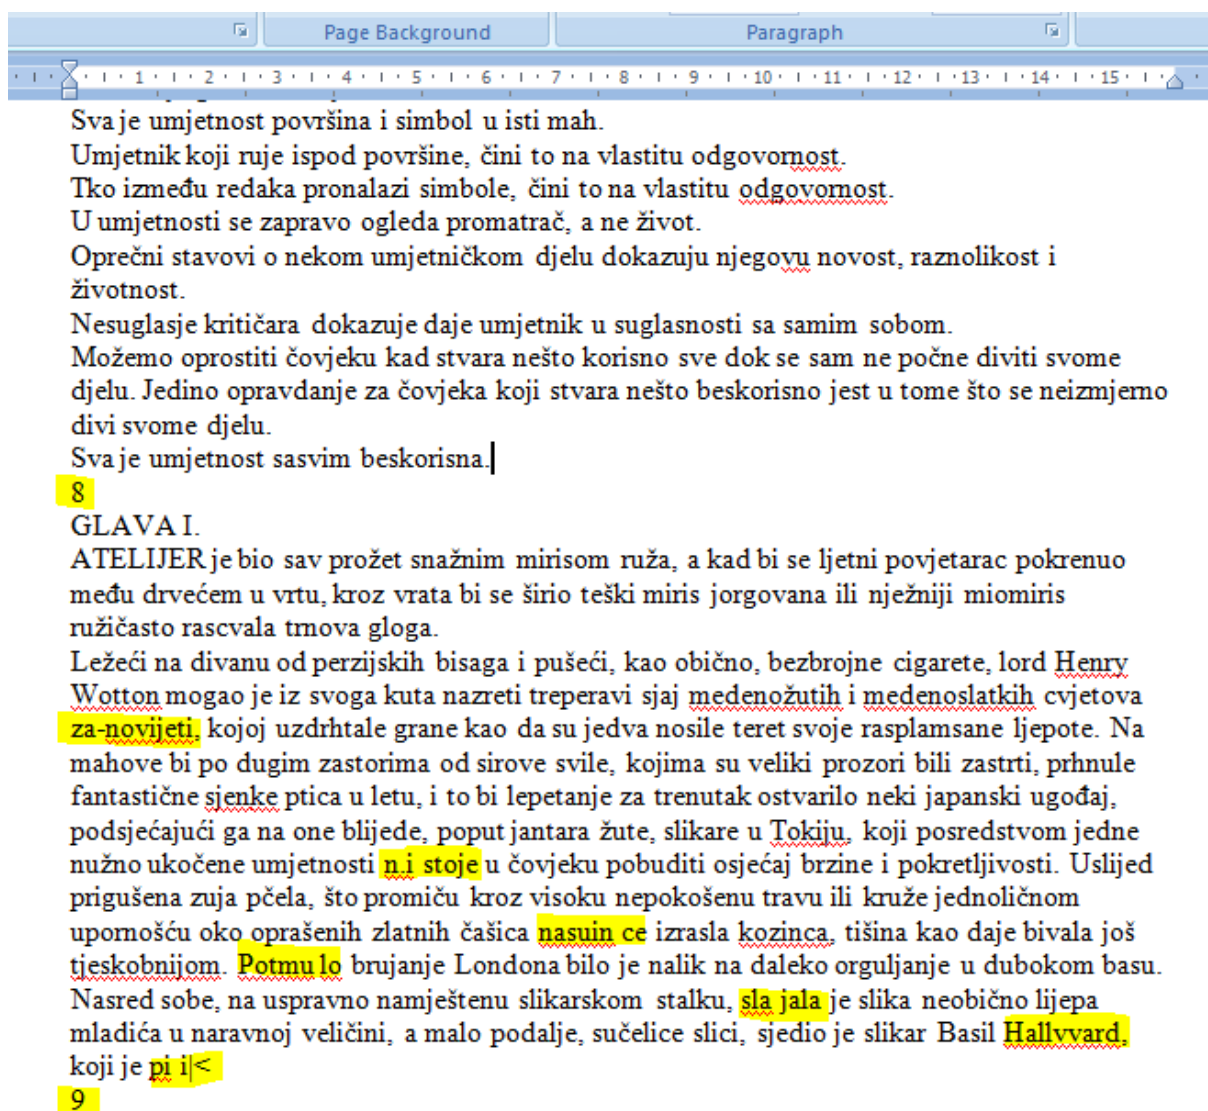 Page Background Paragraph
1 2 3 4 5 6 7 8 9 10 11 12 13 14 15
Sva je umjetnost površina i simbol u isti mah.
Umjetnik koji ruje ispod površine, čini to na vlastitu odgovornost.
Tko između redaka pronalazi simbole, čini to na vlastitu odgovornost.
U umjetnosti se zapravo ogleda promatrač, a ne život.
Oprečni stavovi o nekom umjetničkom djelu dokazuju njegovu novost, raznolikost i
životnost.
Nesuglasje kritičara dokazuje daje umjetnik u suglasnosti sa samim sobom.
Možemo oprostiti čovjeku kad stvara nešto korisno sve dok se sam ne počne diviti svome
djelu. Jedino opravdanje za čovjeka koji stvara nešto beskorisno jest u tome što se neizmjerno
divi svome djelu.
Sva je umjetnost sasvim beskorisna.
8
GLAVA I.
ATELIJER je bio sav prožet snažnim mirisom ruža, a kad bi se ljetni povjetarac pokrenuo
među drvećem u vrtu, kroz vrata bi se širio teški miris jorgovana ili nježniji miomiris
ružičasto rascvala trnova gloga.
Ležeći na divanu od perzijskih bisaga i pušeći, kao obično, bezbrojne cigarete, lord Henry
Wotton mogao je iz svoga kuta nazreti treperavi sjaj medenožutih i medenoslatkih cvjetova
za-novijeti, kojoj uzdrhtale grane kao da su jedva nosile teret svoje rasplamsane ljepote. Na
mahove bi po dugim zastorima od sirove svile, kojima su veliki prozori bili zastrti, prhnule
fantastične sjenke ptica u letu, i to bi lepetanje za trenutak ostvarilo neki japanski ugođaj,
podsjećajući ga na one blijede, poput jantara žute, slikare u Tokiju, koji posredstvom jedne
nužno ukočene umjetnosti n.i stoje u čovjeku pobuditi osjećaj brzine i pokretljivosti. Uslijed
prigušena zuja pčela, što promiču kroz visoku nepokošenu travu ili kruže jednoličnom
upornošću oko oprašenih zlatnih čašica nasuin ce izrasla kozinca, tišina kao daje bivala još
tjeskobnijom. Potmu lo brujanje Londona bilo je nalik na daleko orguljanje u dubokom basu.
Nasred sobe, na uspravno namještenu slikarskom stalku, sla jala je slika neobično lijepa
mladića u naravnoj veličini, a malo podalje, sučelice slici, sjedio je slikar Basil Hallvvard,
koji je pi i|<
9